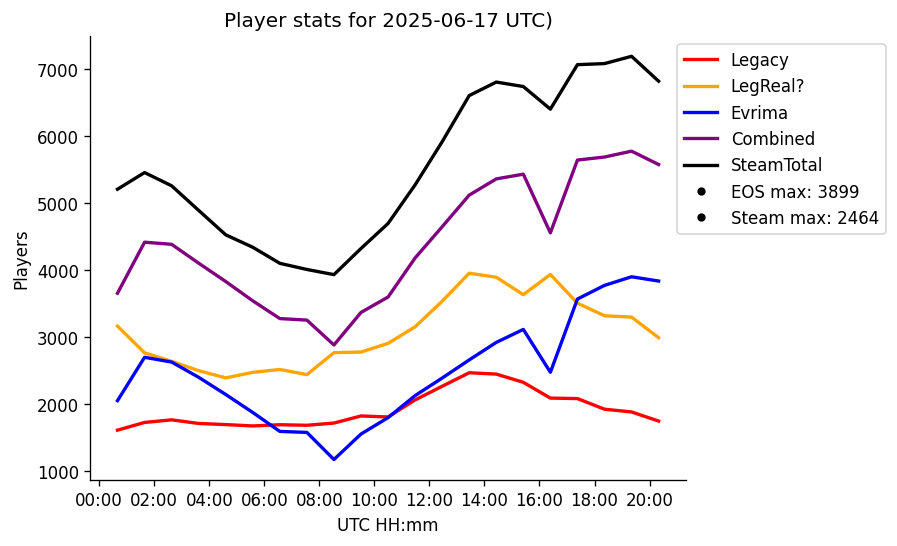 Player stats for 2025-06-17 UTC)
7000
6000
5000
4000
3000
2000
1000
Players
00:00 02:00 04:00 06:00 08:00 10:00 12:00 14:00 16:00 18:00 20:00
UTC HH:mm
Legacy
LegReal?
Evrima
Combined
SteamTotal
EOS max: 3899
Steam max: 2464